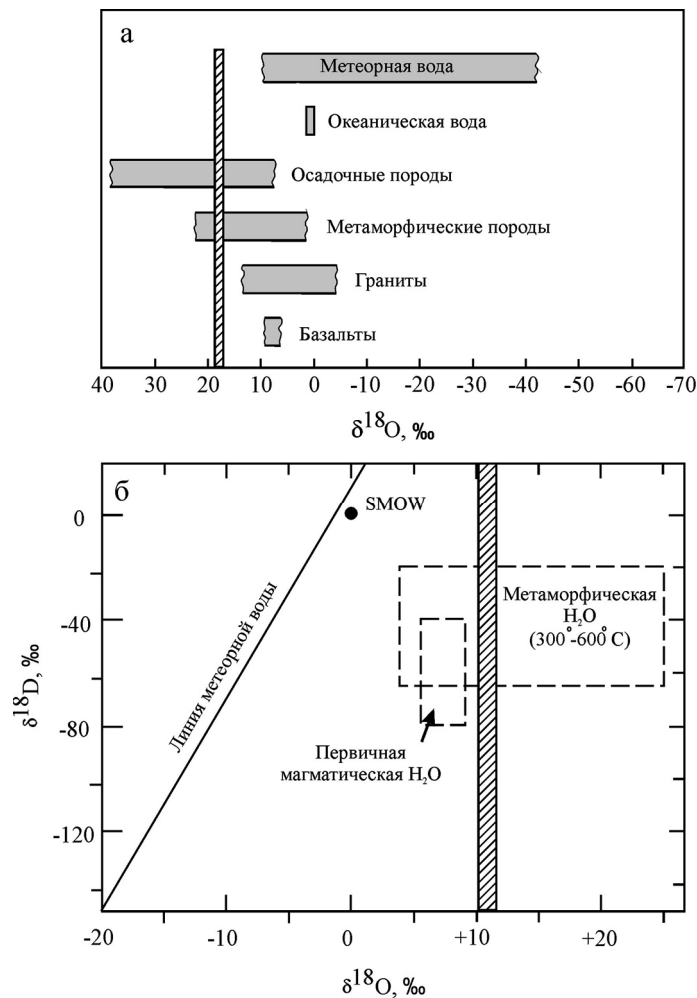 а
Метеорная вода
Океаническая вода
Осадочные породы
Метаморфические породы
Граниты
Базальты
40 30 20 10 0 -10 -20 -30 -40 -50 -60 -70
δ¹⁸O, ‰
б
SMOW
0
-40
-80
-120
δ¹⁸D, ‰
Линия метеорной воды
Метаморфическая
H₂O
(300°-600°C)
Первичная
магматическая H₂O
-20 -10 0 +10 +20
δ¹⁸O, ‰